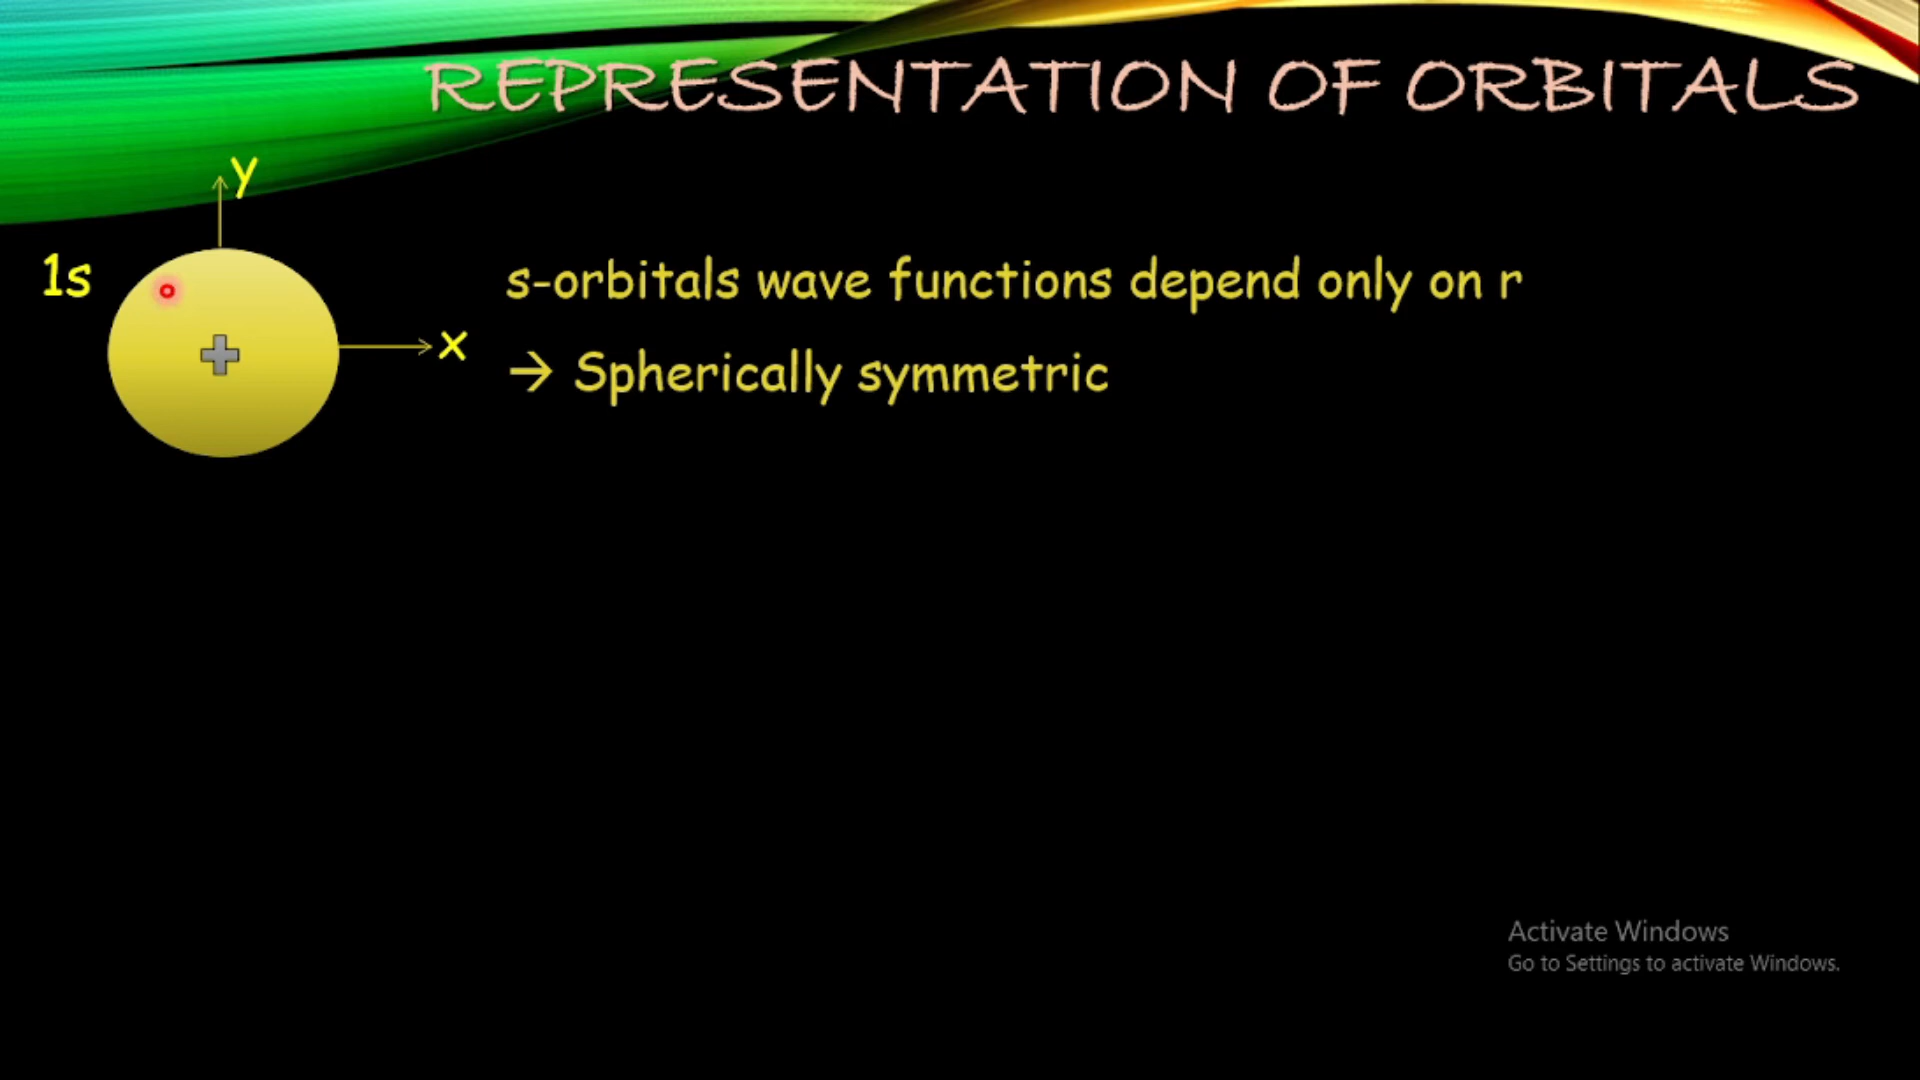 REPRESENTATION OF ORBITALS
y
1s
s-orbitals wave functions depend only on r
x
→ Spherically symmetric
Activate Windows
Go to Settings to activate Windows.